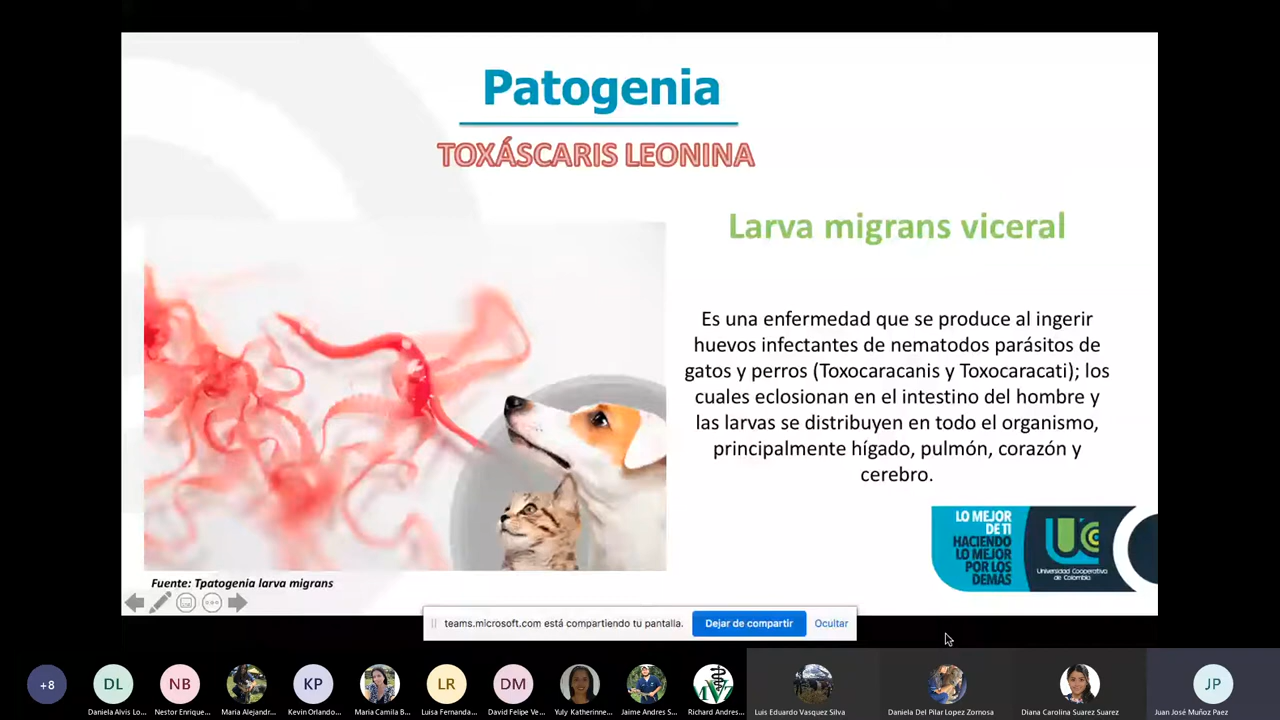 Patogenia
TOXÁSCARIS LEONINA
Larva migrans viceral
Es una enfermedad que se produce al ingerir
huevos infectantes de nematodos parásitos de
gatos y perros (Toxocaracanis y Toxocaracati); los
cuales eclosionan en el intestino del hombre y
las larvas se distribuyen en todo el organismo,
principalmente hígado, pulmón, corazón y
cerebro.
LO MEJOR
DE TI
HACIENDO
LO MEJOR
POR LOS
DEMÁS
UCC
Universidad Cooperativa
de Colombia
Fuente: Tpatogenia larva migrans
teams.microsoft.com está compartiendo tu pantalla.
Dejar de compartir
Ocultar
+8
DL
NB
KP
LR
DM
MVZ
JP
Daniela Alvis Lo...
Nestor Enrique...
Maria Alejandr...
Kevin Orlando...
Maria Camila B...
Luisa Fernanda...
David Felipe Ve...
Yuly Katherinne...
Jaime Andres S...
Richard Andres...
Luis Eduardo Vasquez Silva
Daniela Del Pilar Lopez Zornosa
Diana Carolina Suarez Suarez
Juan José Muñoz Paez